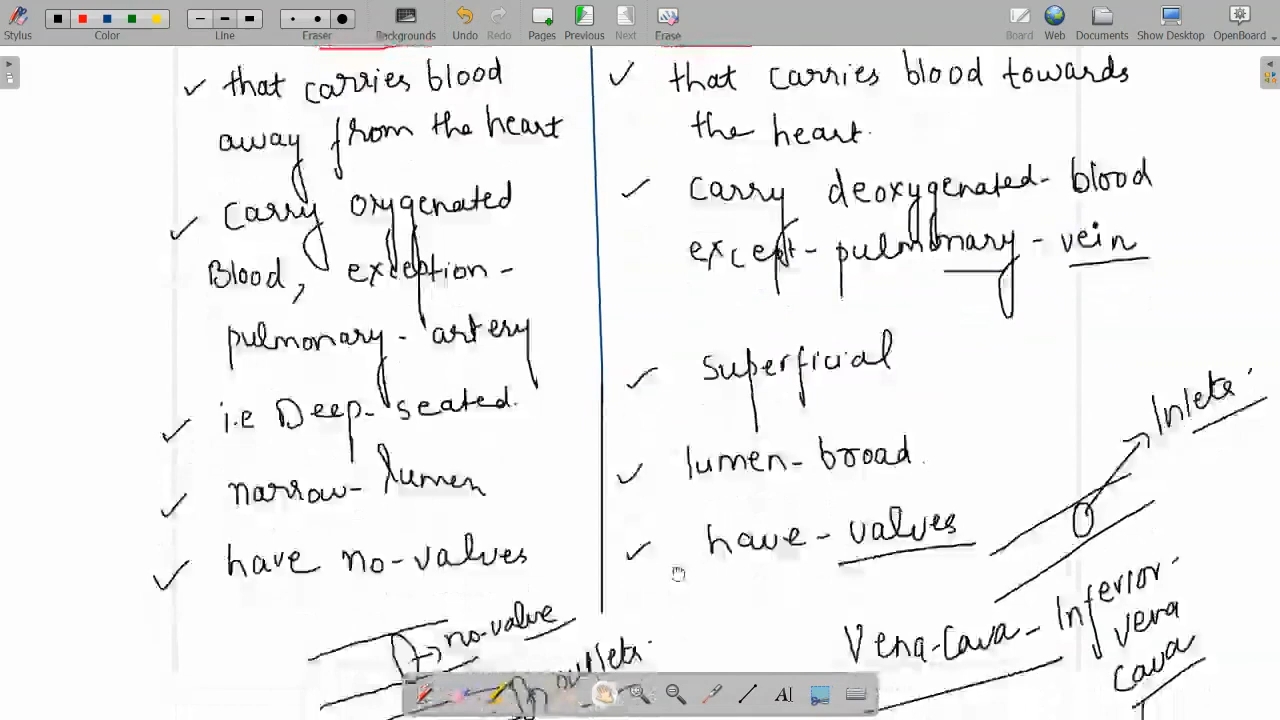 Stylus
Color
Line
Eraser
Backgrounds
Undo
Redo
Pages
Previous
Next
Erase
Board
Web
Documents
Show Desktop
OpenBoard
that carries blood
away from the heart
Carry oxygenated
Blood, exception -
pulmonary - artery
i.e Deep-seated.
narrow-lumen
have no-valves
no-valve
outlets.
that carries blood towards
the heart.
carry deoxygenated- blood
except- pulmonary - vein
superficial
lumen-broad.
have - valves
Inlets.
Vena-Cava - Inferior-
vena
cava